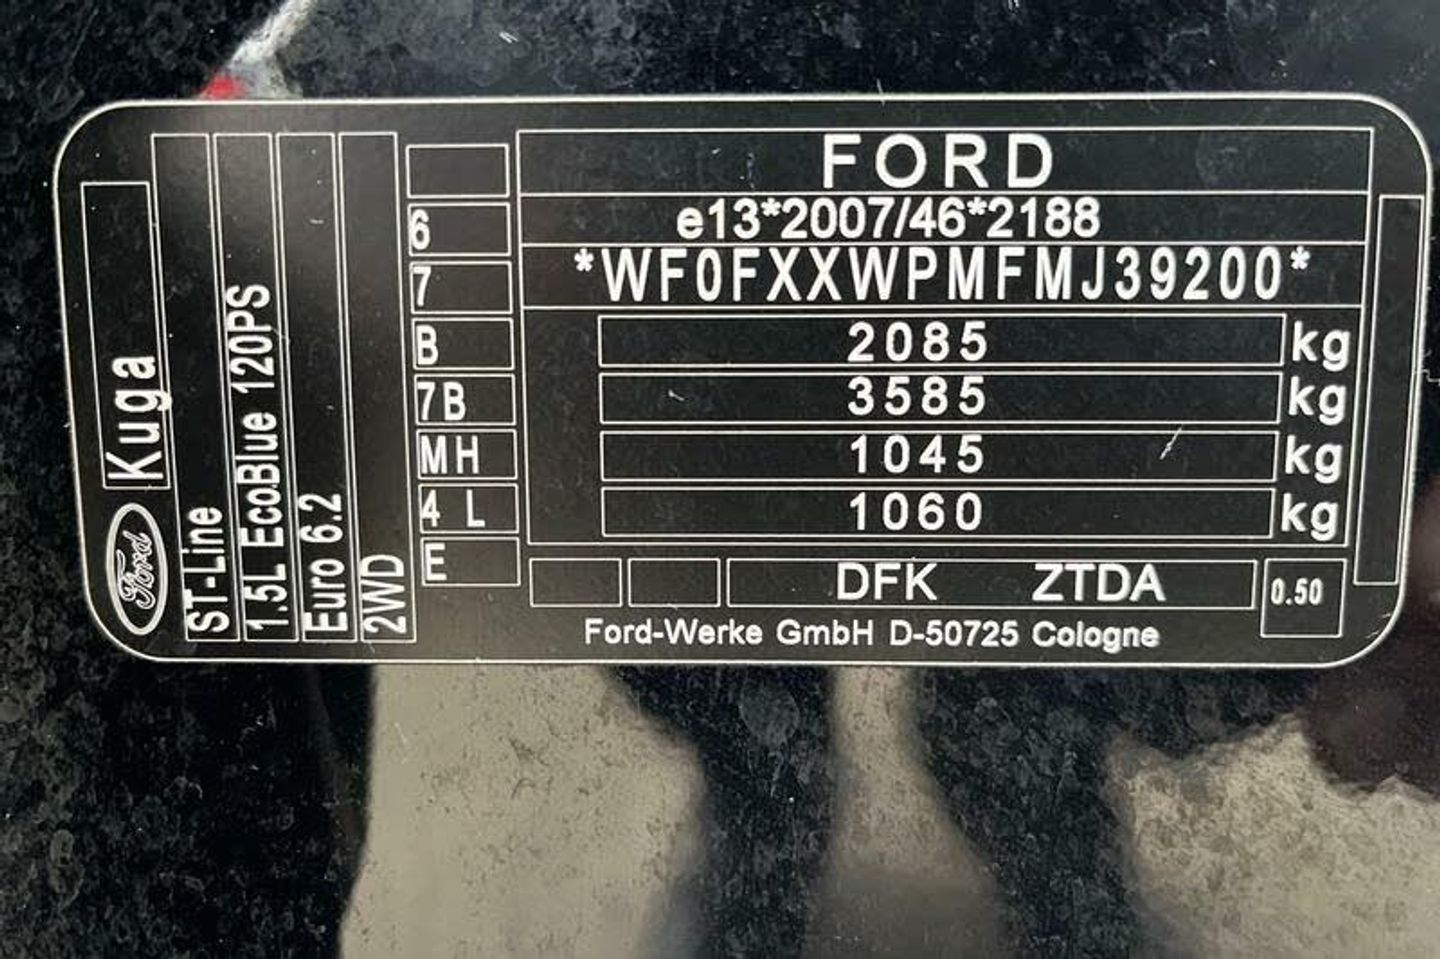 FORD
e13*2007/46*2188
*WF0FXXWPMFMJ39200*
2085 kg
3585 kg
1045 kg
1060 kg
DFK ZTDA
0.50
Ford-Werke GmbH D-50725 Cologne
6
7
B
7B
MH
4 L
E
Ford Kuga
ST-Line
1.5L EcoBlue 120PS
Euro 6.2
2WD